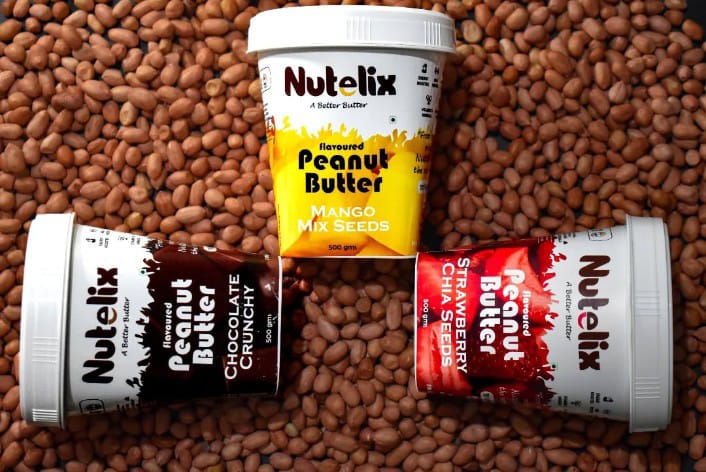 Nutelix
A Better Butter
flavoured
Peanut
Butter
MANGO
MIX SEEDS
500 gms
Nutelix
A Better Butter
flavoured
Peanut
Butter
CHOCOLATE
CRUNCHY
500 gms
Nutelix
A Better Butter
flavoured
Peanut
Butter
STRAWBERRY
CHIA SEEDS
500 gms